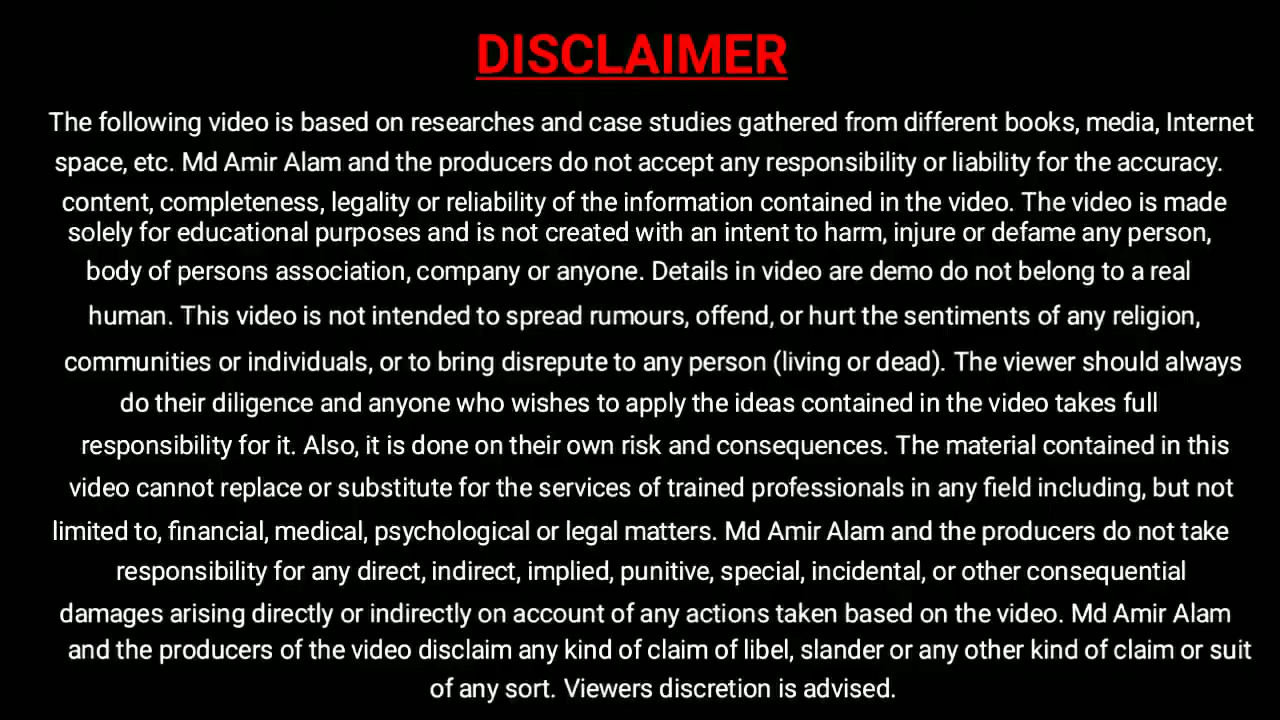 DISCLAIMER
The following video is based on researches and case studies gathered from different books, media, Internet
space, etc. Md Amir Alam and the producers do not accept any responsibility or liability for the accuracy.
content, completeness, legality or reliability of the information contained in the video. The video is made
solely for educational purposes and is not created with an intent to harm, injure or defame any person,
body of persons association, company or anyone. Details in video are demo do not belong to a real
human. This video is not intended to spread rumours, offend, or hurt the sentiments of any religion,
communities or individuals, or to bring disrepute to any person (living or dead). The viewer should always
do their diligence and anyone who wishes to apply the ideas contained in the video takes full
responsibility for it. Also, it is done on their own risk and consequences. The material contained in this
video cannot replace or substitute for the services of trained professionals in any field including, but not
limited to, financial, medical, psychological or legal matters. Md Amir Alam and the producers do not take
responsibility for any direct, indirect, implied, punitive, special, incidental, or other consequential
damages arising directly or indirectly on account of any actions taken based on the video. Md Amir Alam
and the producers of the video disclaim any kind of claim of libel, slander or any other kind of claim or suit
of any sort. Viewers discretion is advised.